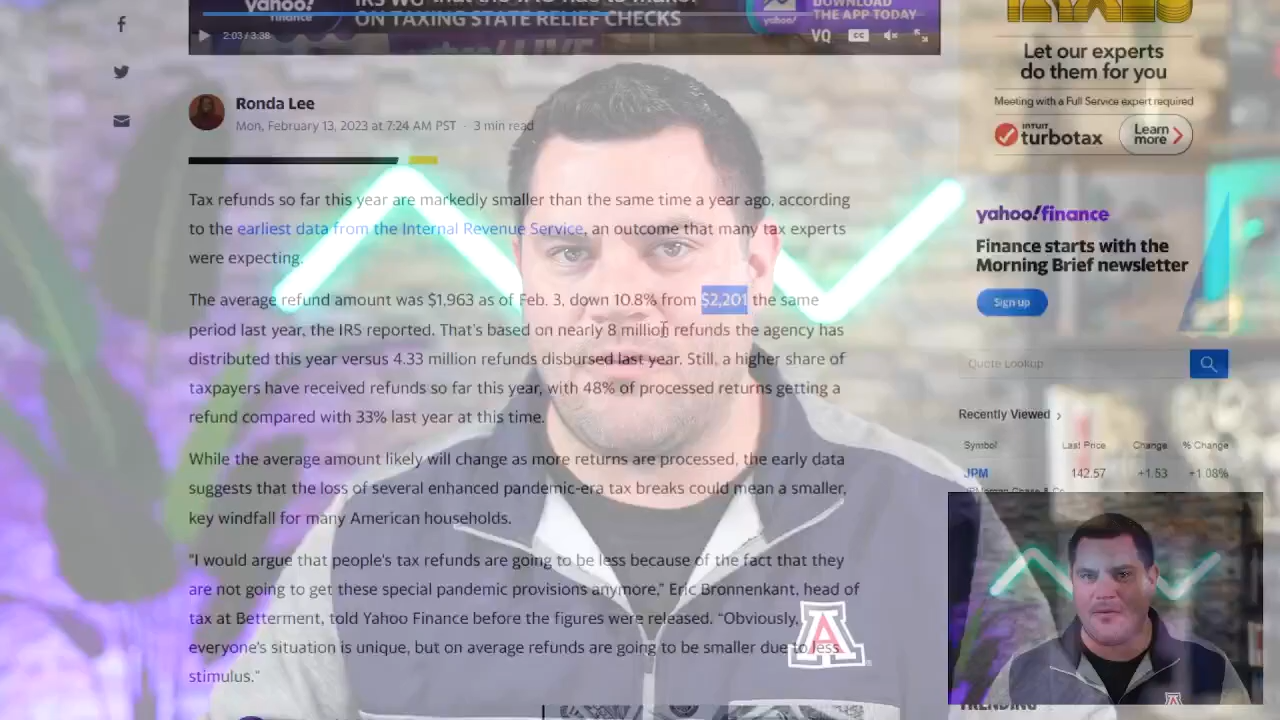 yahoo!
finance
ON TAXING STATE RELIEF CHECKS
DOWNLOAD
THE APP TODAY
yahoo!
2:03 / 3:38
VQ
CC
Ronda Lee
Mon, February 13, 2023 at 7:24 AM PST · 3 min read
Tax refunds so far this year are markedly smaller than the same time a year ago, according
to the earliest data from the Internal Revenue Service, an outcome that many tax experts
were expecting.
The average refund amount was $1,963 as of Feb. 3, down 10.8% from $2,201 the same
period last year, the IRS reported. That's based on nearly 8 million refunds the agency has
distributed this year versus 4.33 million refunds disbursed last year. Still, a higher share of
taxpayers have received refunds so far this year, with 48% of processed returns getting a
refund compared with 33% last year at this time.
While the average amount likely will change as more returns are processed, the early data
suggests that the loss of several enhanced pandemic-era tax breaks could mean a smaller,
key windfall for many American households.
"I would argue that people's tax refunds are going to be less because of the fact that they
are not going to get these special pandemic provisions anymore," Eric Bronnenkant, head of
tax at Betterment, told Yahoo Finance before the figures were released. "Obviously,
everyone's situation is unique, but on average refunds are going to be smaller due to less
stimulus."
A
Let our experts
do them for you
Meeting with a Full Service expert required
INTUIT
turbotax
Learn
more
yahoo!finance
Finance starts with the
Morning Brief newsletter
Sign up
Quote Lookup
Recently Viewed
Symbol Last Price Change % Change
JPM 142.57 +1.53 +1.08%
A
TRENDING